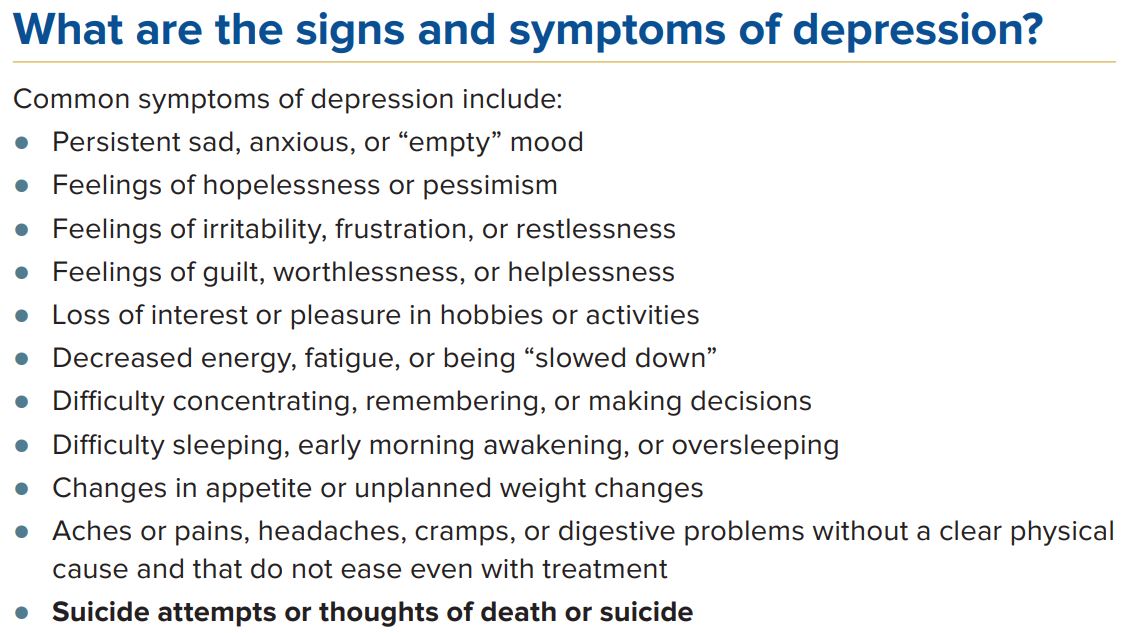 What are the signs and symptoms of depression?
Common symptoms of depression include:
● Persistent sad, anxious, or “empty” mood
● Feelings of hopelessness or pessimism
● Feelings of irritability, frustration, or restlessness
● Feelings of guilt, worthlessness, or helplessness
● Loss of interest or pleasure in hobbies or activities
● Decreased energy, fatigue, or being “slowed down”
● Difficulty concentrating, remembering, or making decisions
● Difficulty sleeping, early morning awakening, or oversleeping
● Changes in appetite or unplanned weight changes
● Aches or pains, headaches, cramps, or digestive problems without a clear physical
cause and that do not ease even with treatment
● Suicide attempts or thoughts of death or suicide